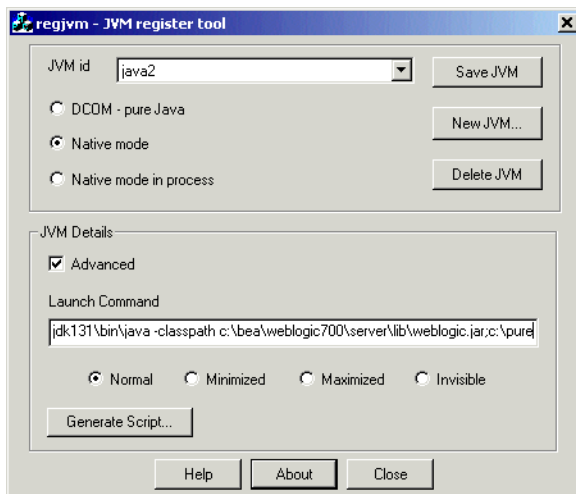 regjvm - JVM register tool
JVM id
java2
Save JVM
DCOM - pure Java
New JVM...
Native mode
Native mode in process
Delete JVM
JVM Details
Advanced
Launch Command
jdk131\bin\java -classpath c:\bea\weblogic700\server\lib\weblogic.jar;c:\pure
Normal
Minimized
Maximized
Invisible
Generate Script...
Help
About
Close